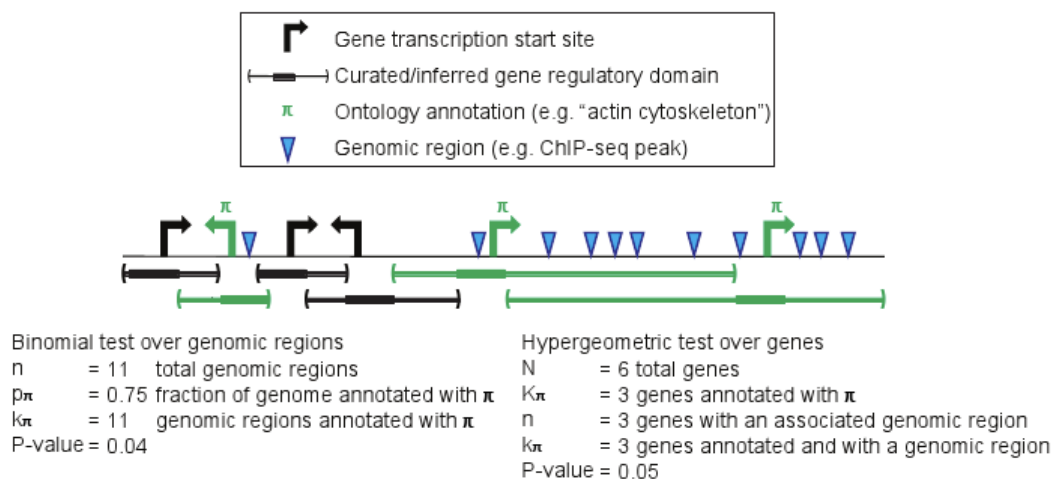 Gene transcription start site
Curated/inferred gene regulatory domain
π Ontology annotation (e.g. “actin cytoskeleton”)
Genomic region (e.g. ChIP-seq peak)
π π π
Binomial test over genomic regions
n = 11 total genomic regions
pπ = 0.75 fraction of genome annotated with π
kπ = 11 genomic regions annotated with π
P-value = 0.04
Hypergeometric test over genes
N = 6 total genes
Kπ = 3 genes annotated with π
n = 3 genes with an associated genomic region
kπ = 3 genes annotated and with a genomic region
P-value = 0.05